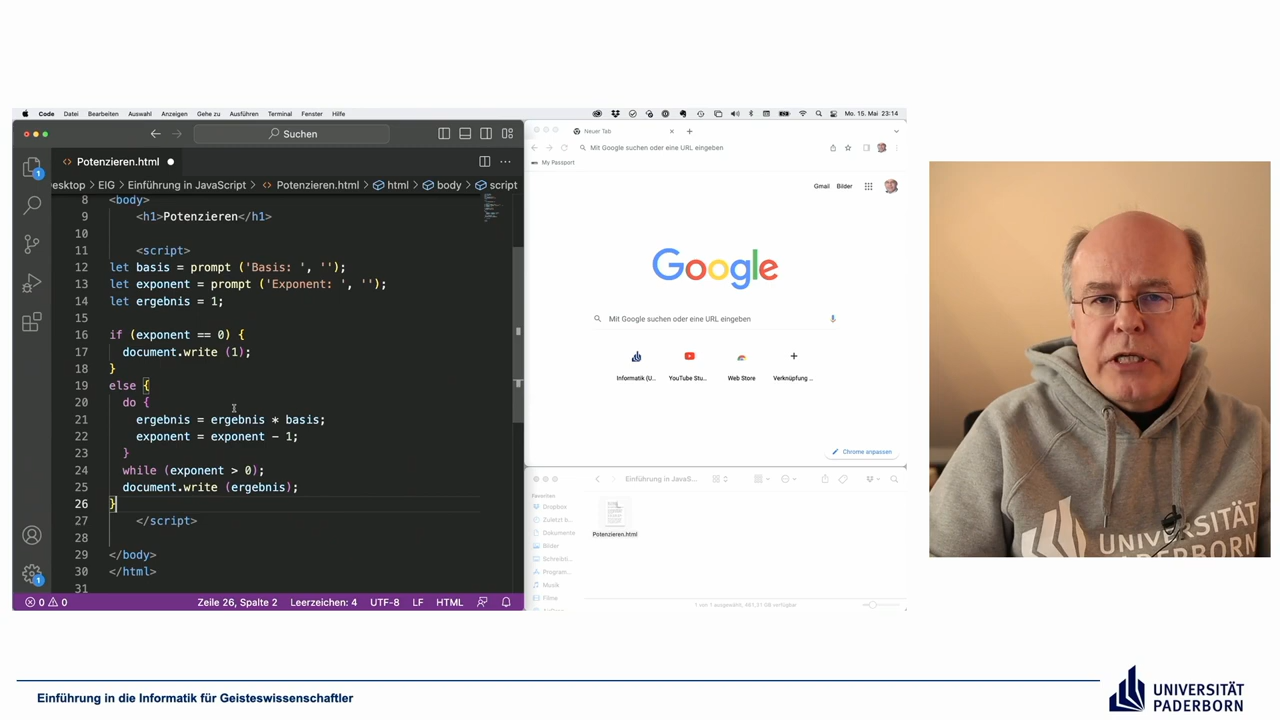 Code Datei Bearbeiten Auswahl Anzeigen Gehe zu Ausführen Terminal Fenster Hilfe
Mo. 15. Mai 23:14
Suchen
Potenzieren.html
esktop > EIG > Einführung in JavaScript > Potenzieren.html > html > body > script
8 <body>
9 <h1>Potenzieren</h1>
10
11 <script>
12 let basis = prompt ('Basis: ', '');
13 let exponent = prompt ('Exponent: ', '');
14 let ergebnis = 1;
15
16 if (exponent == 0) {
17 document.write (1);
18 }
19 else {
20 do {
21 ergebnis = ergebnis * basis;
22 exponent = exponent - 1;
23 }
24 while (exponent > 0);
25 document.write (ergebnis);
26 }
27 </script>
28
29 </body>
30 </html>
31
1
1
0 0
Zeile 26, Spalte 2 Leerzeichen: 4 UTF-8 LF HTML
Neuer Tab
Mit Google suchen oder eine URL eingeben
My Passport
Gmail Bilder
Google
Mit Google suchen oder eine URL eingeben
Informatik (U... YouTube Stu... Web Store Verknüpfung ...
Chrome anpassen
Einführung in JavaS...
Favoriten
Dropbox
Zuletzt b...
Dokumente
Bilder
Schreibti...
Program...
Musik
Filme
Potenzieren.html
UNIVERSITÄT
PADERBORN
Einführung in die Informatik für Geisteswissenschaftler
UNIVERSITÄT
PADERBORN